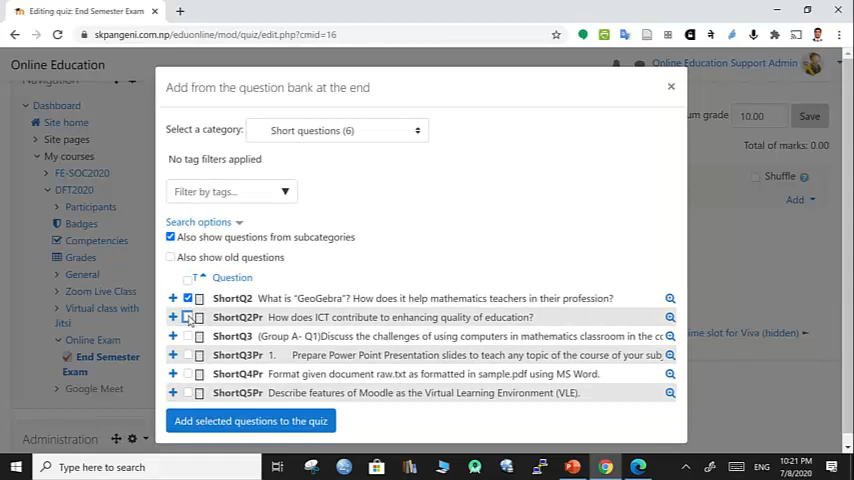 Editing quiz: End Semester Exam
skpangeni.com.np/eduonline/mod/quiz/edit.php?cmid=16
Online Education
Online Education Support Admin
Navigation
Dashboard
Site home
Site pages
My courses
FE-SOC2020
DFT2020
Participants
Badges
Competencies
Grades
General
Zoom Live Class
Virtual class with
Jitsi
Online Exam
End Semester
Exam
Google Meet
Administration
Add from the question bank at the end
Select a category:
Short questions (6)
No tag filters applied
Filter by tags...
Search options
Also show questions from subcategories
Also show old questions
T
Question
ShortQ2 What is "GeoGebra"? How does it help mathematics teachers in their profession?
ShortQ2Pr How does ICT contribute to enhancing quality of education?
ShortQ3 (Group A- Q1)Discuss the challenges of using computers in mathematics classroom in the cc
ShortQ3Pr 1. Prepare Power Point Presentation slides to teach any topic of the course of your sub
ShortQ4Pr Format given document raw.txt as formatted in sample.pdf using MS Word.
ShortQ5Pr Describe features of Moodle as the Virtual Learning Environment (VLE).
Add selected questions to the quiz
um grade
10.00
Save
Total of marks: 0.00
Shuffle
Add
le time slot for Viva (hidden)
Type here to search
ENG
10:21 PM
7/8/2020